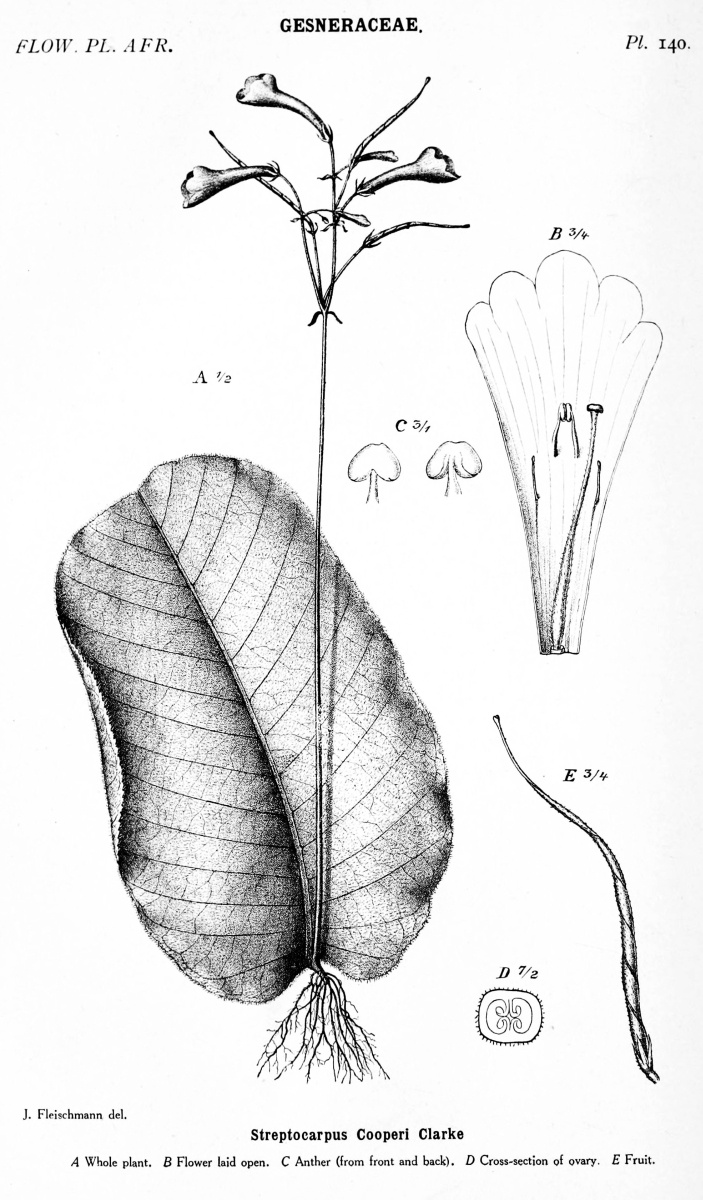 GESNERACEAE.
FLOW. PL. AFR.
Pl. 140.
B 3/4
A 1/2
C 3/1
E 3/4
D 7/2
J. Fleischmann del.
Streptocarpus Cooperi Clarke
A Whole plant. B Flower laid open. C Anther (from front and back). D Cross-section of ovary. E Fruit.